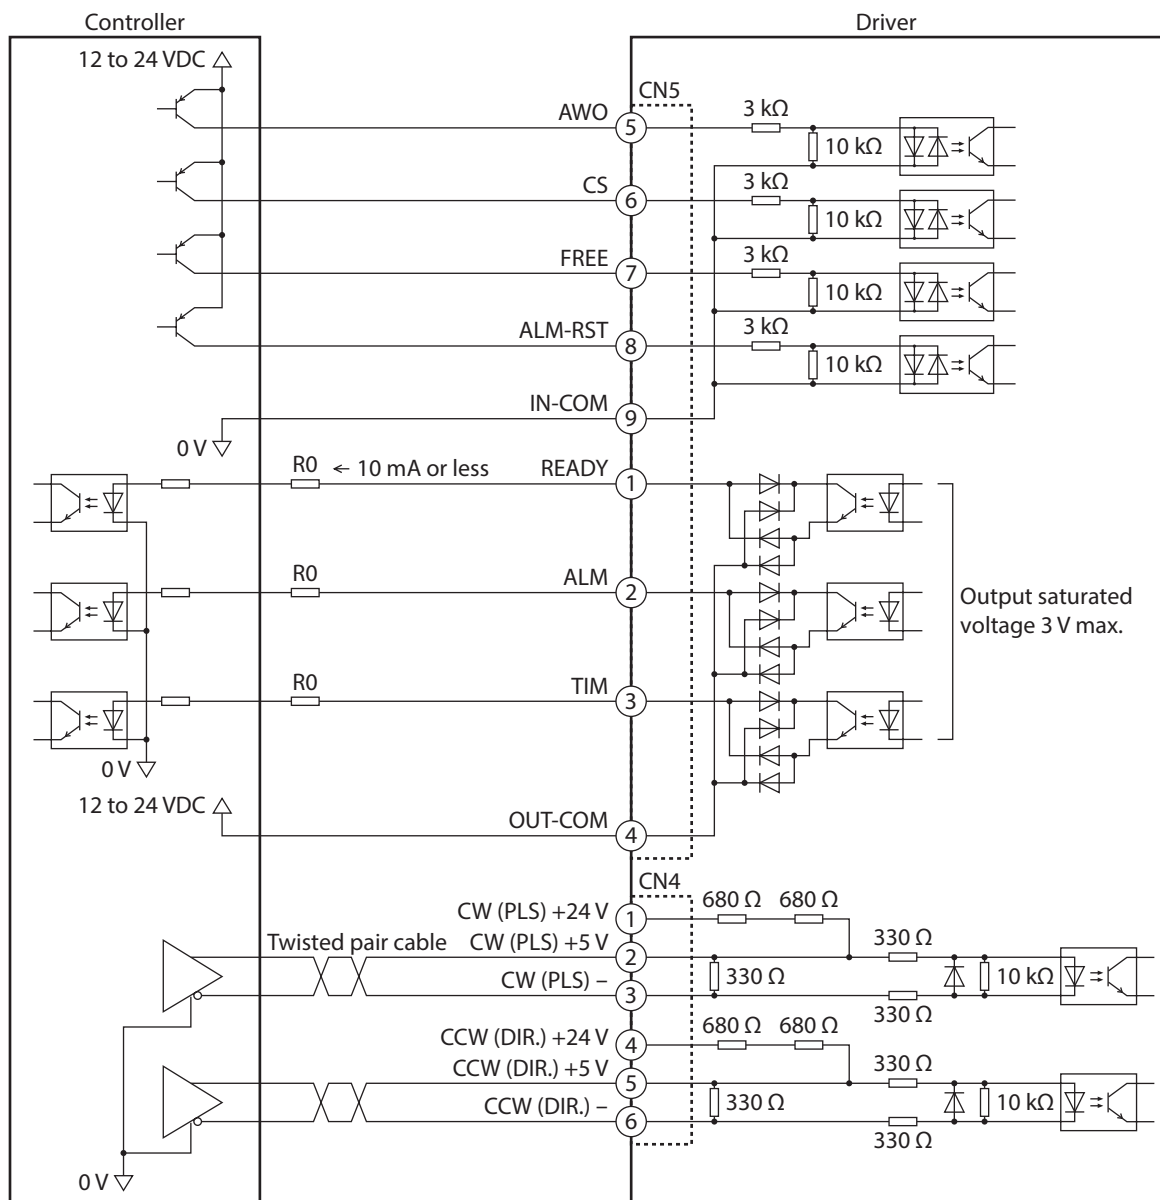 Controller
Driver
12 to 24 VDC
CN5
AWO
5
3 kΩ
10 kΩ
CS
6
3 kΩ
10 kΩ
FREE
7
3 kΩ
10 kΩ
ALM-RST
8
3 kΩ
10 kΩ
IN-COM
9
0 V
R0
← 10 mA or less
READY
1
R0
ALM
2
Output saturated
voltage 3 V max.
R0
TIM
3
0 V
12 to 24 VDC
OUT-COM
4
CN4
CW (PLS) +24 V
1
680 Ω
680 Ω
Twisted pair cable
CW (PLS) +5 V
2
330 Ω
330 Ω
10 kΩ
CW (PLS) –
3
330 Ω
CCW (DIR.) +24 V
4
680 Ω
680 Ω
CCW (DIR.) +5 V
5
330 Ω
330 Ω
10 kΩ
CCW (DIR.) –
6
330 Ω
0 V